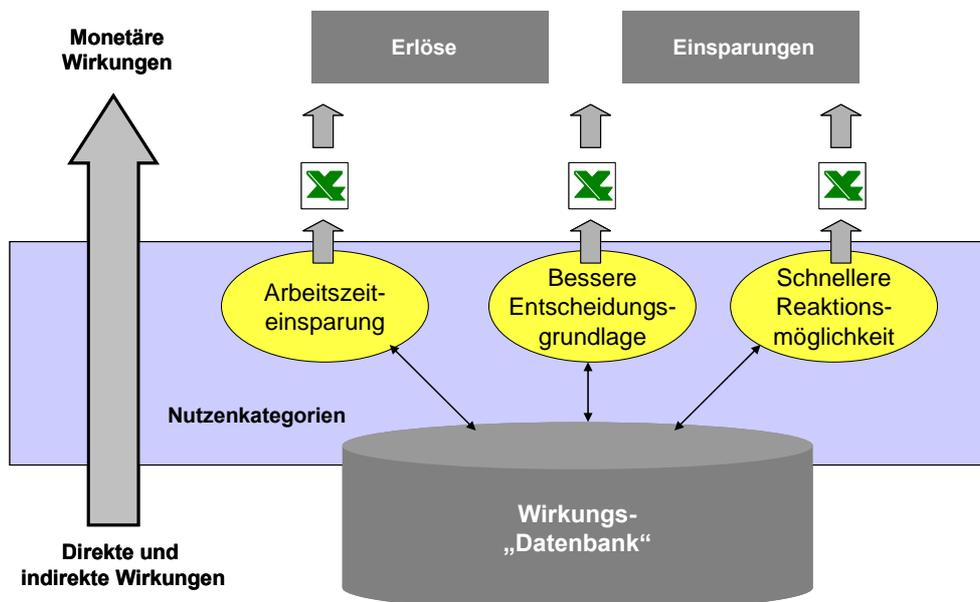 Monetäre
Wirkungen
Erlöse
Einsparungen
Arbeitszeit-
einsparung
Bessere
Entscheidungs-
grundlage
Schnellere
Reaktions-
möglichkeit
Nutzenkategorien
Wirkungs-
„Datenbank“
Direkte und
indirekte Wirkungen